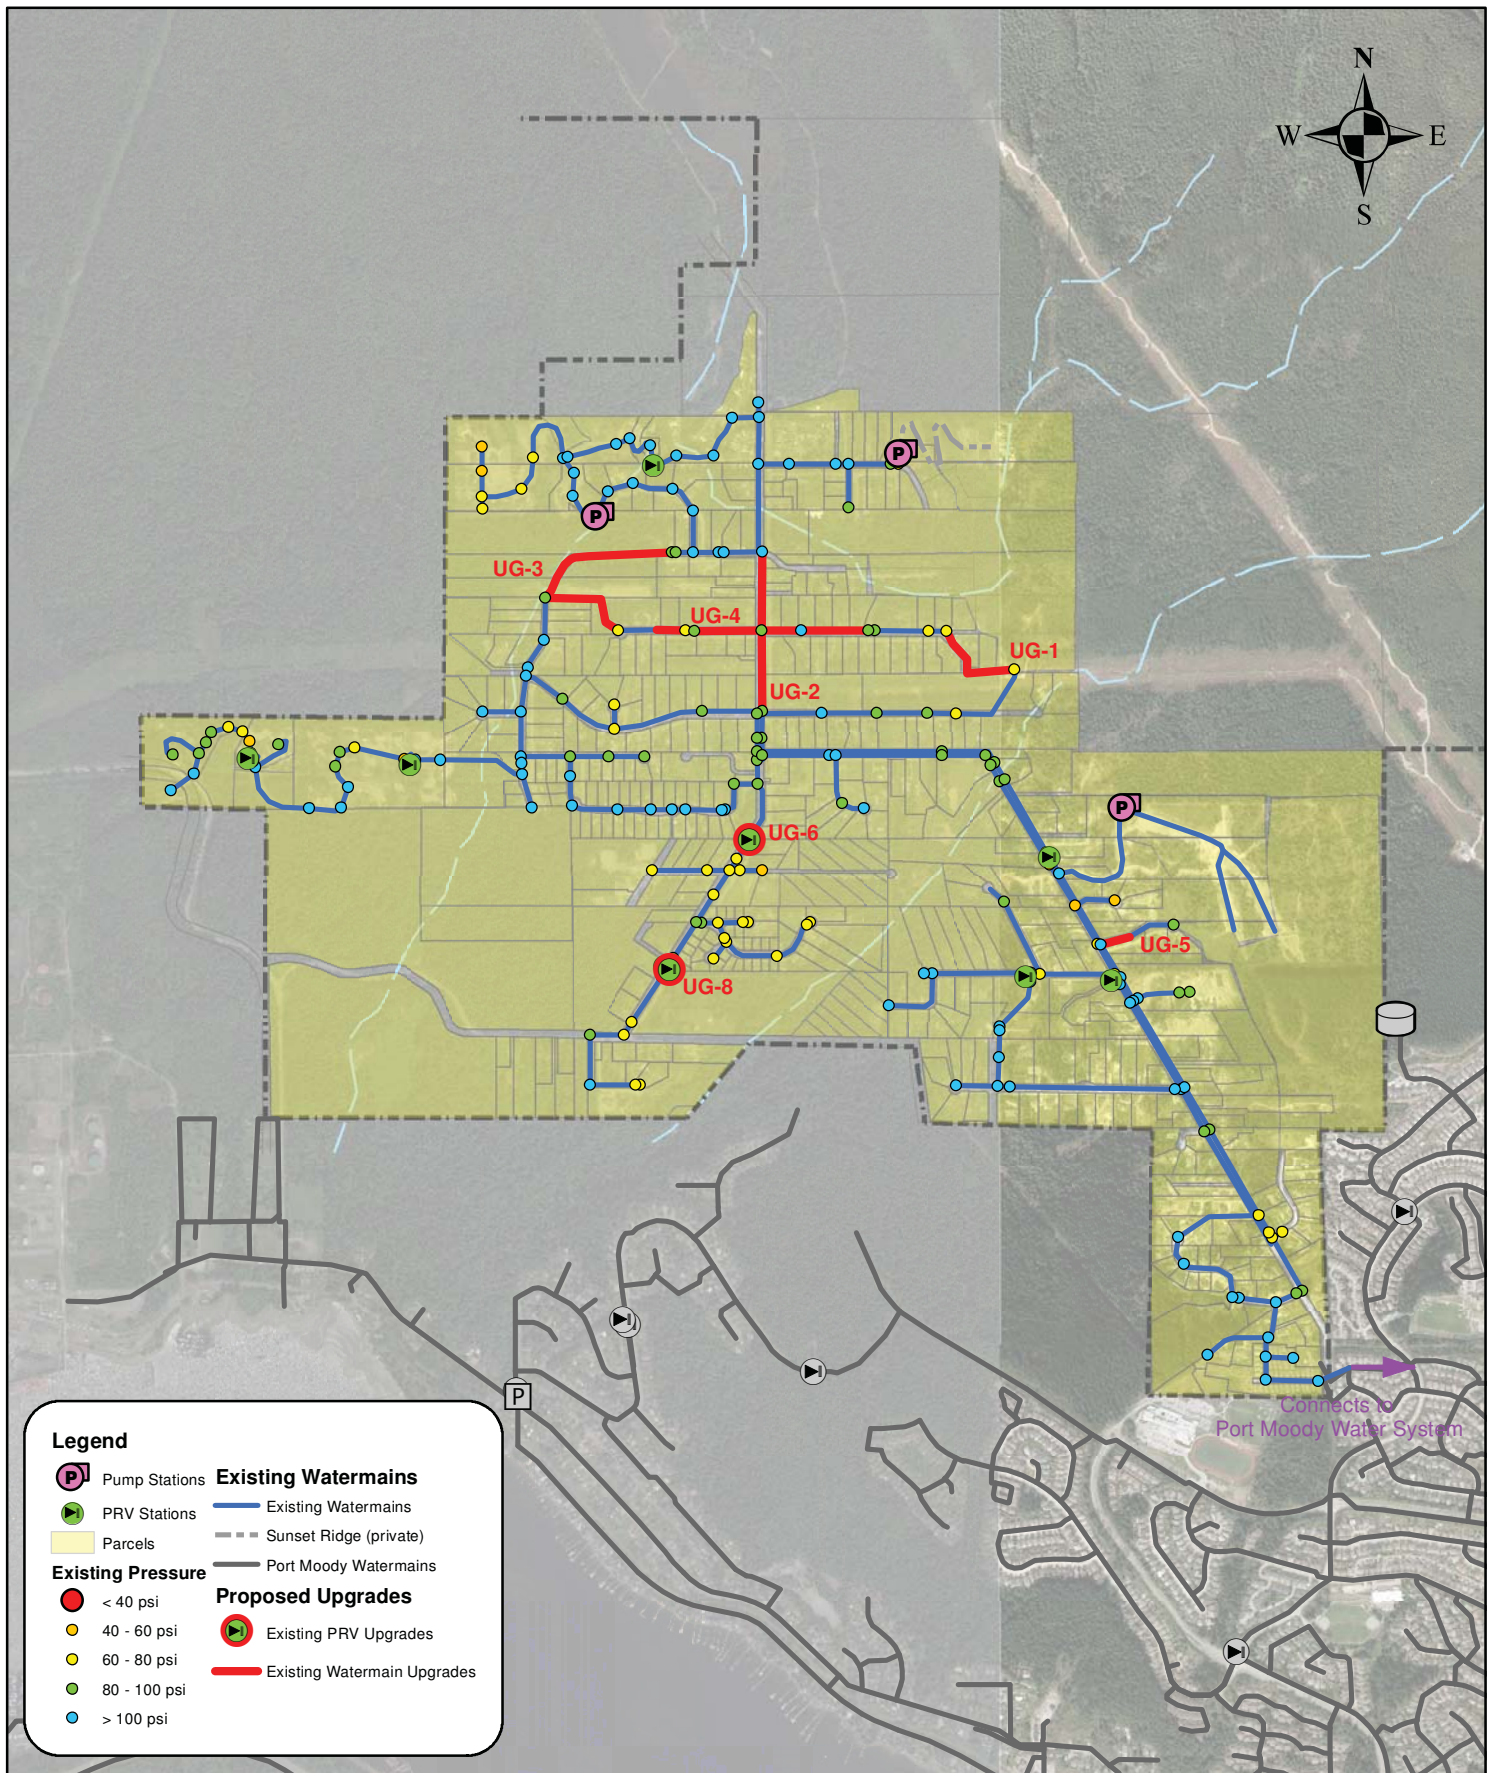 N
W
E
S
P
P
UG-3
UG-4
UG-1
UG-2
P
UG-6
UG-5
UG-8
P
Connects to
Port Moody Water System
Legend
P
Pump Stations
PRV Stations
Parcels
Existing Pressure
< 40 psi
40 - 60 psi
60 - 80 psi
80 - 100 psi
> 100 psi
Existing Watermains
Existing Watermains
Sunset Ridge (private)
Port Moody Watermains
Proposed Upgrades
Existing PRV Upgrades
Existing Watermain Upgrades